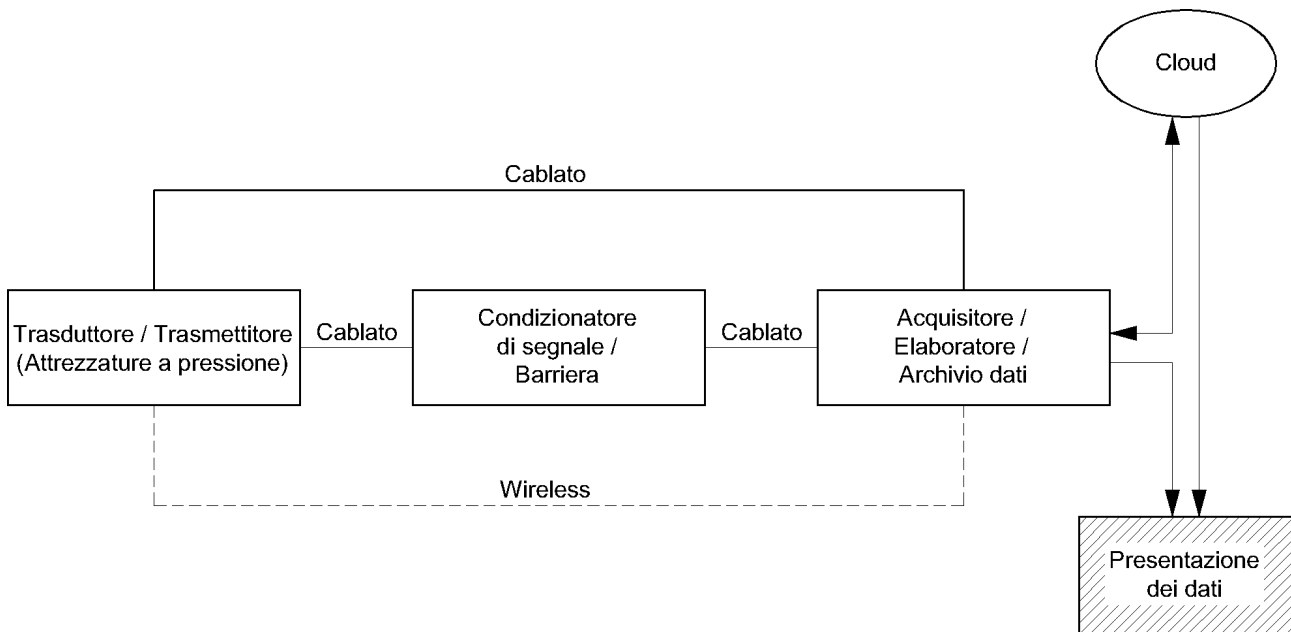 Cloud
Cablato
Trasduttore / Trasmettitore
(Attrezzature a pressione)
Cablato
Condizionatore
di segnale /
Barriera
Cablato
Acquisitore /
Elaboratore /
Archivio dati
Wireless
Presentazione
dei dati